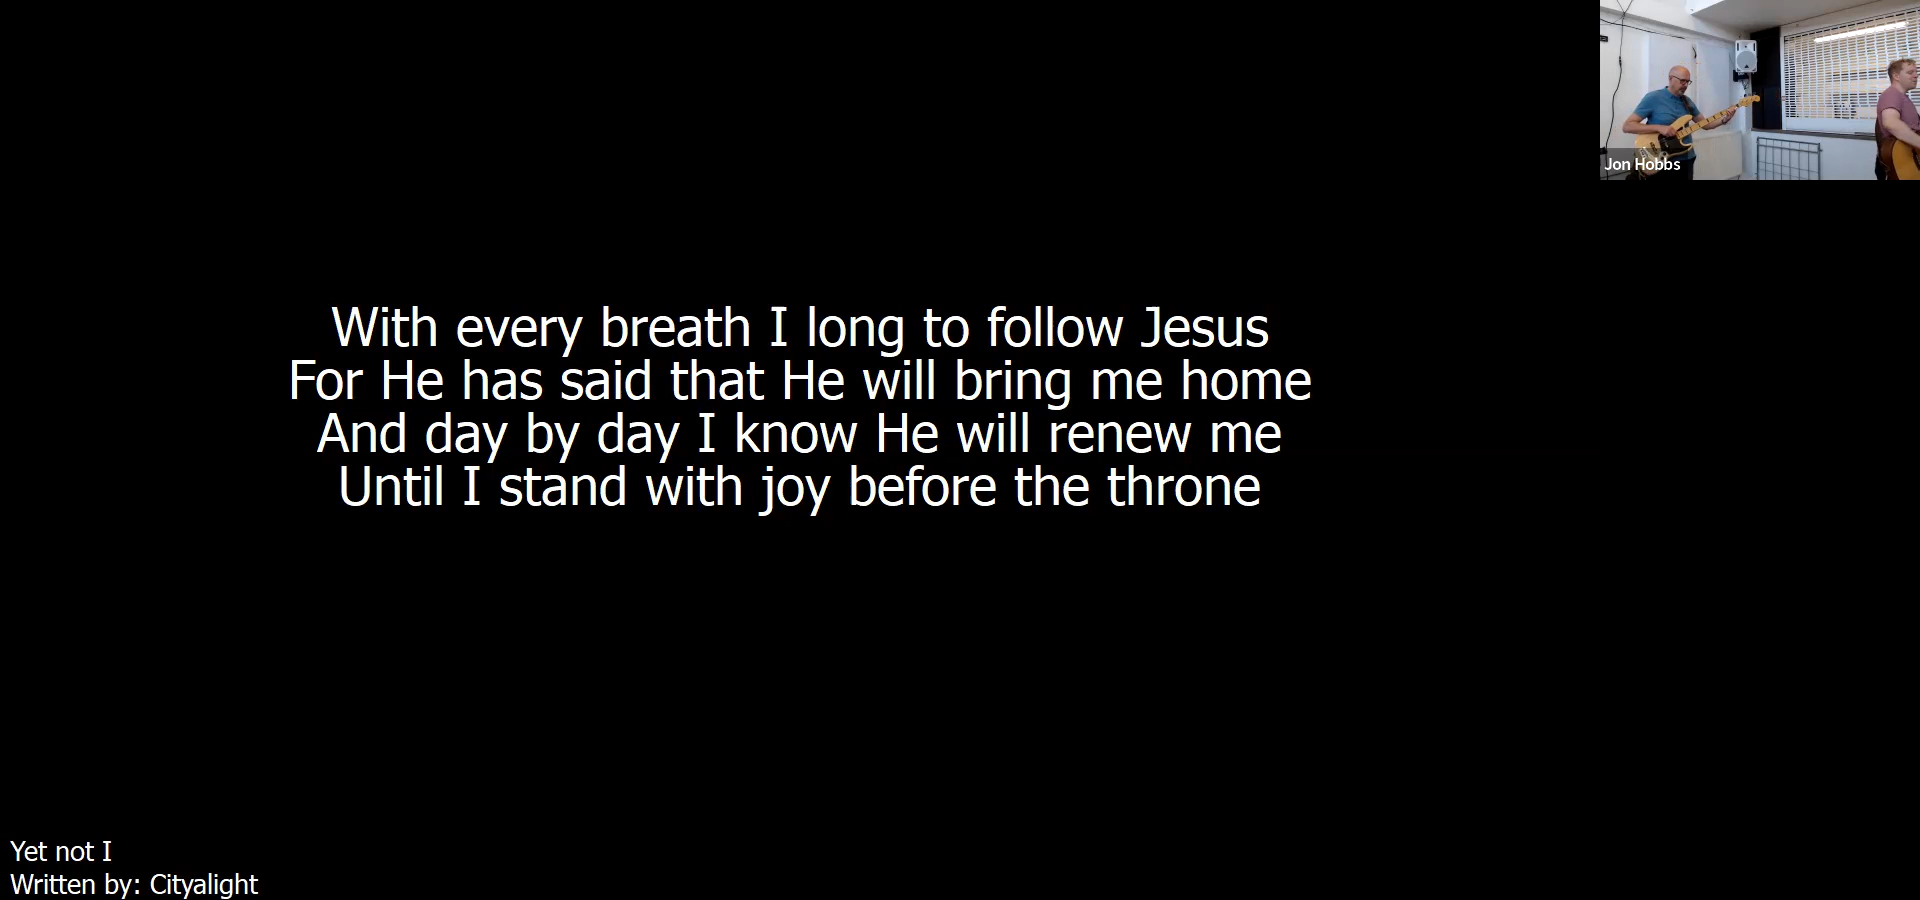 With every breath I long to follow Jesus
For He has said that He will bring me home
And day by day I know He will renew me
Until I stand with joy before the throne
Jon Hobbs
Yet not I
Written by: Cityalight